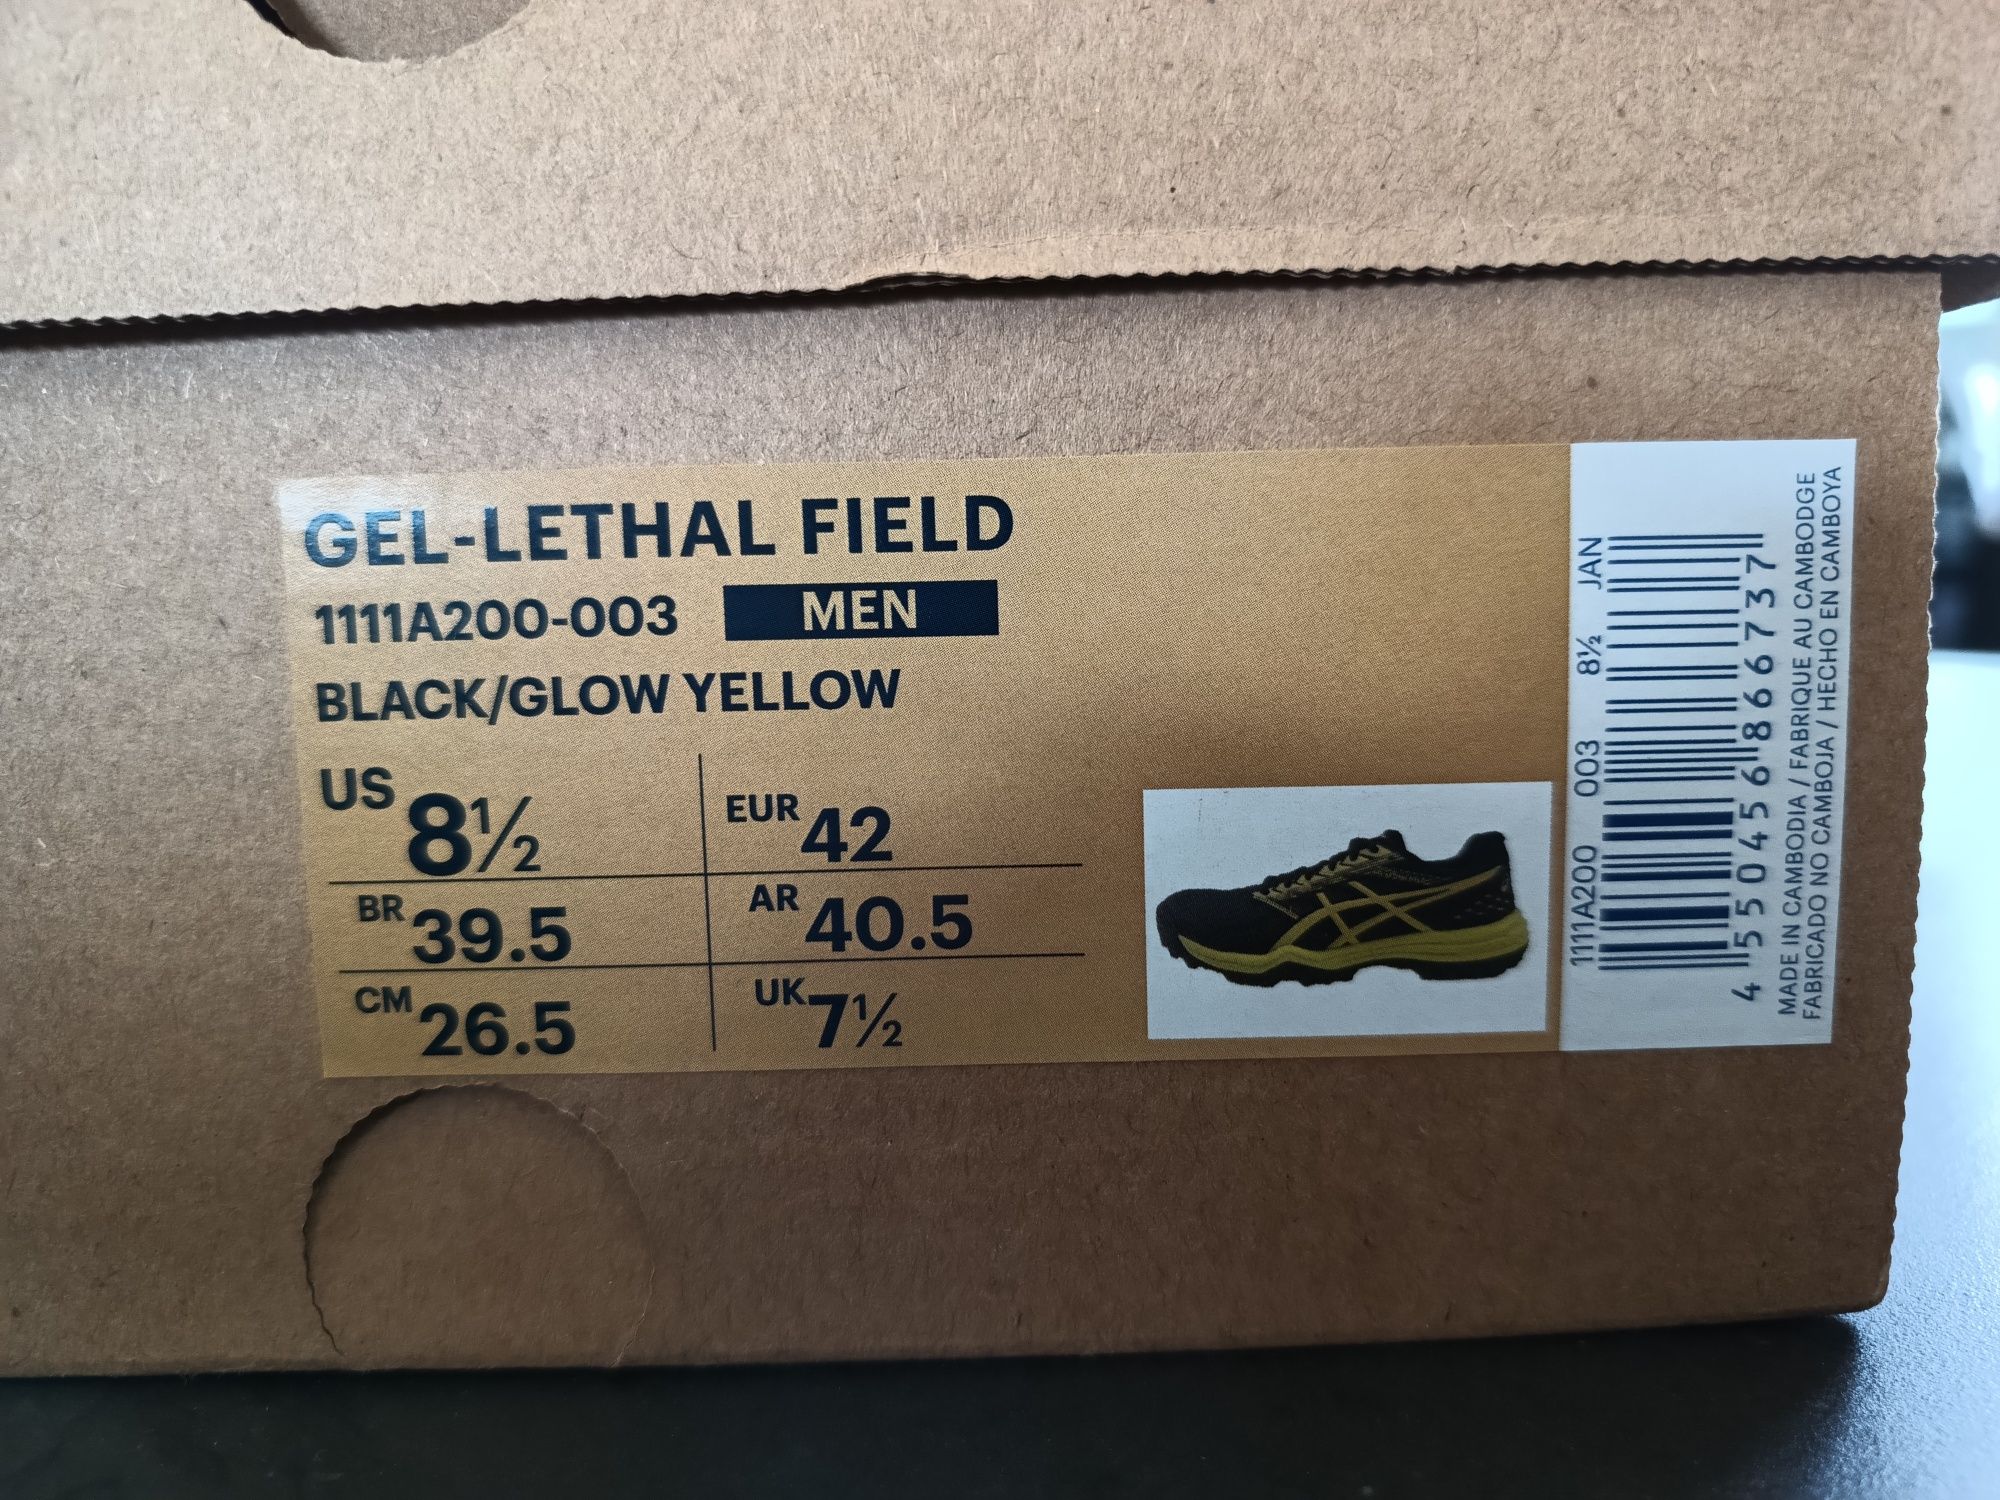 GEL-LETHAL FIELD
1111A200-003 MEN
BLACK/GLOW YELLOW
US 8½ EUR 42
BR 39.5 AR 40.5
CM 26.5 UK 7½
1111A200 003 8½ JAN
4 550456 866737
MADE IN CAMBODIA / FABRIQUE AU CAMBODGE
FABRICADO NO CAMBOJA / HECHO EN CAMBOYA